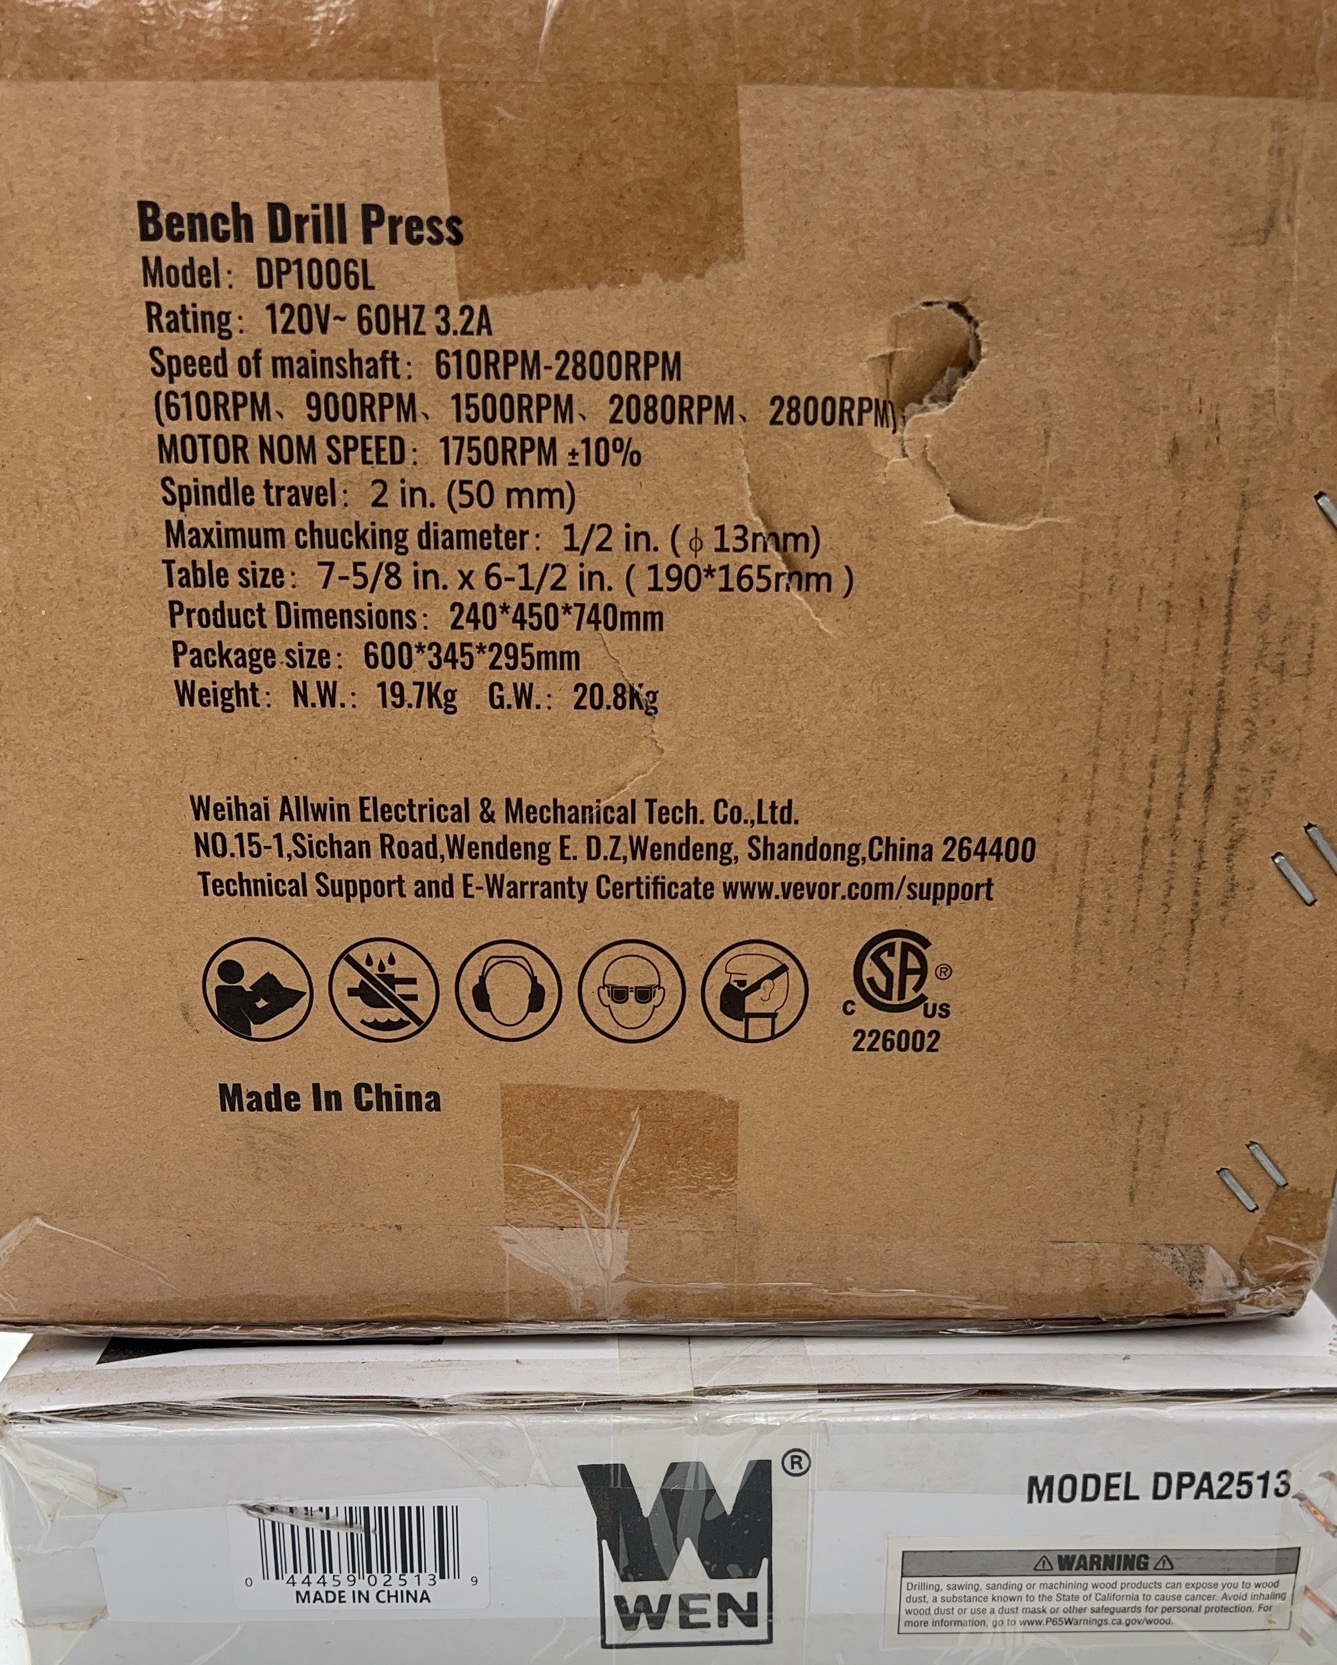 Bench Drill Press
Model: DP1006L
Rating: 120V~ 60HZ 3.2A
Speed of mainshaft: 610RPM-2800RPM
(610RPM、900RPM、1500RPM、2080RPM、2800RPM)
MOTOR NOM SPEED: 1750RPM ±10%
Spindle travel: 2 in. (50 mm)
Maximum chucking diameter: 1/2 in. ( ϕ 13mm)
Table size: 7-5/8 in. x 6-1/2 in. ( 190*165mm )
Product Dimensions: 240*450*740mm
Package size: 600*345*295mm
Weight: N.W.: 19.7Kg G.W.: 20.8Kg
Weihai Allwin Electrical & Mechanical Tech. Co.,Ltd.
NO.15-1,Sichan Road,Wendeng E. D.Z,Wendeng, Shandong,China 264400
Technical Support and E-Warranty Certificate www.vevor.com/support
C SA ® US
226002
Made In China
WEN ®
MODEL DPA2513
0 44459 02513 9
MADE IN CHINA
⚠ WARNING ⚠
Drilling, sawing, sanding or machining wood products can expose you to wood
dust, a substance known to the State of California to cause cancer. Avoid inhaling
wood dust or use a dust mask or other safeguards for personal protection. For
more information, go to www.P65Warnings.ca.gov/wood.